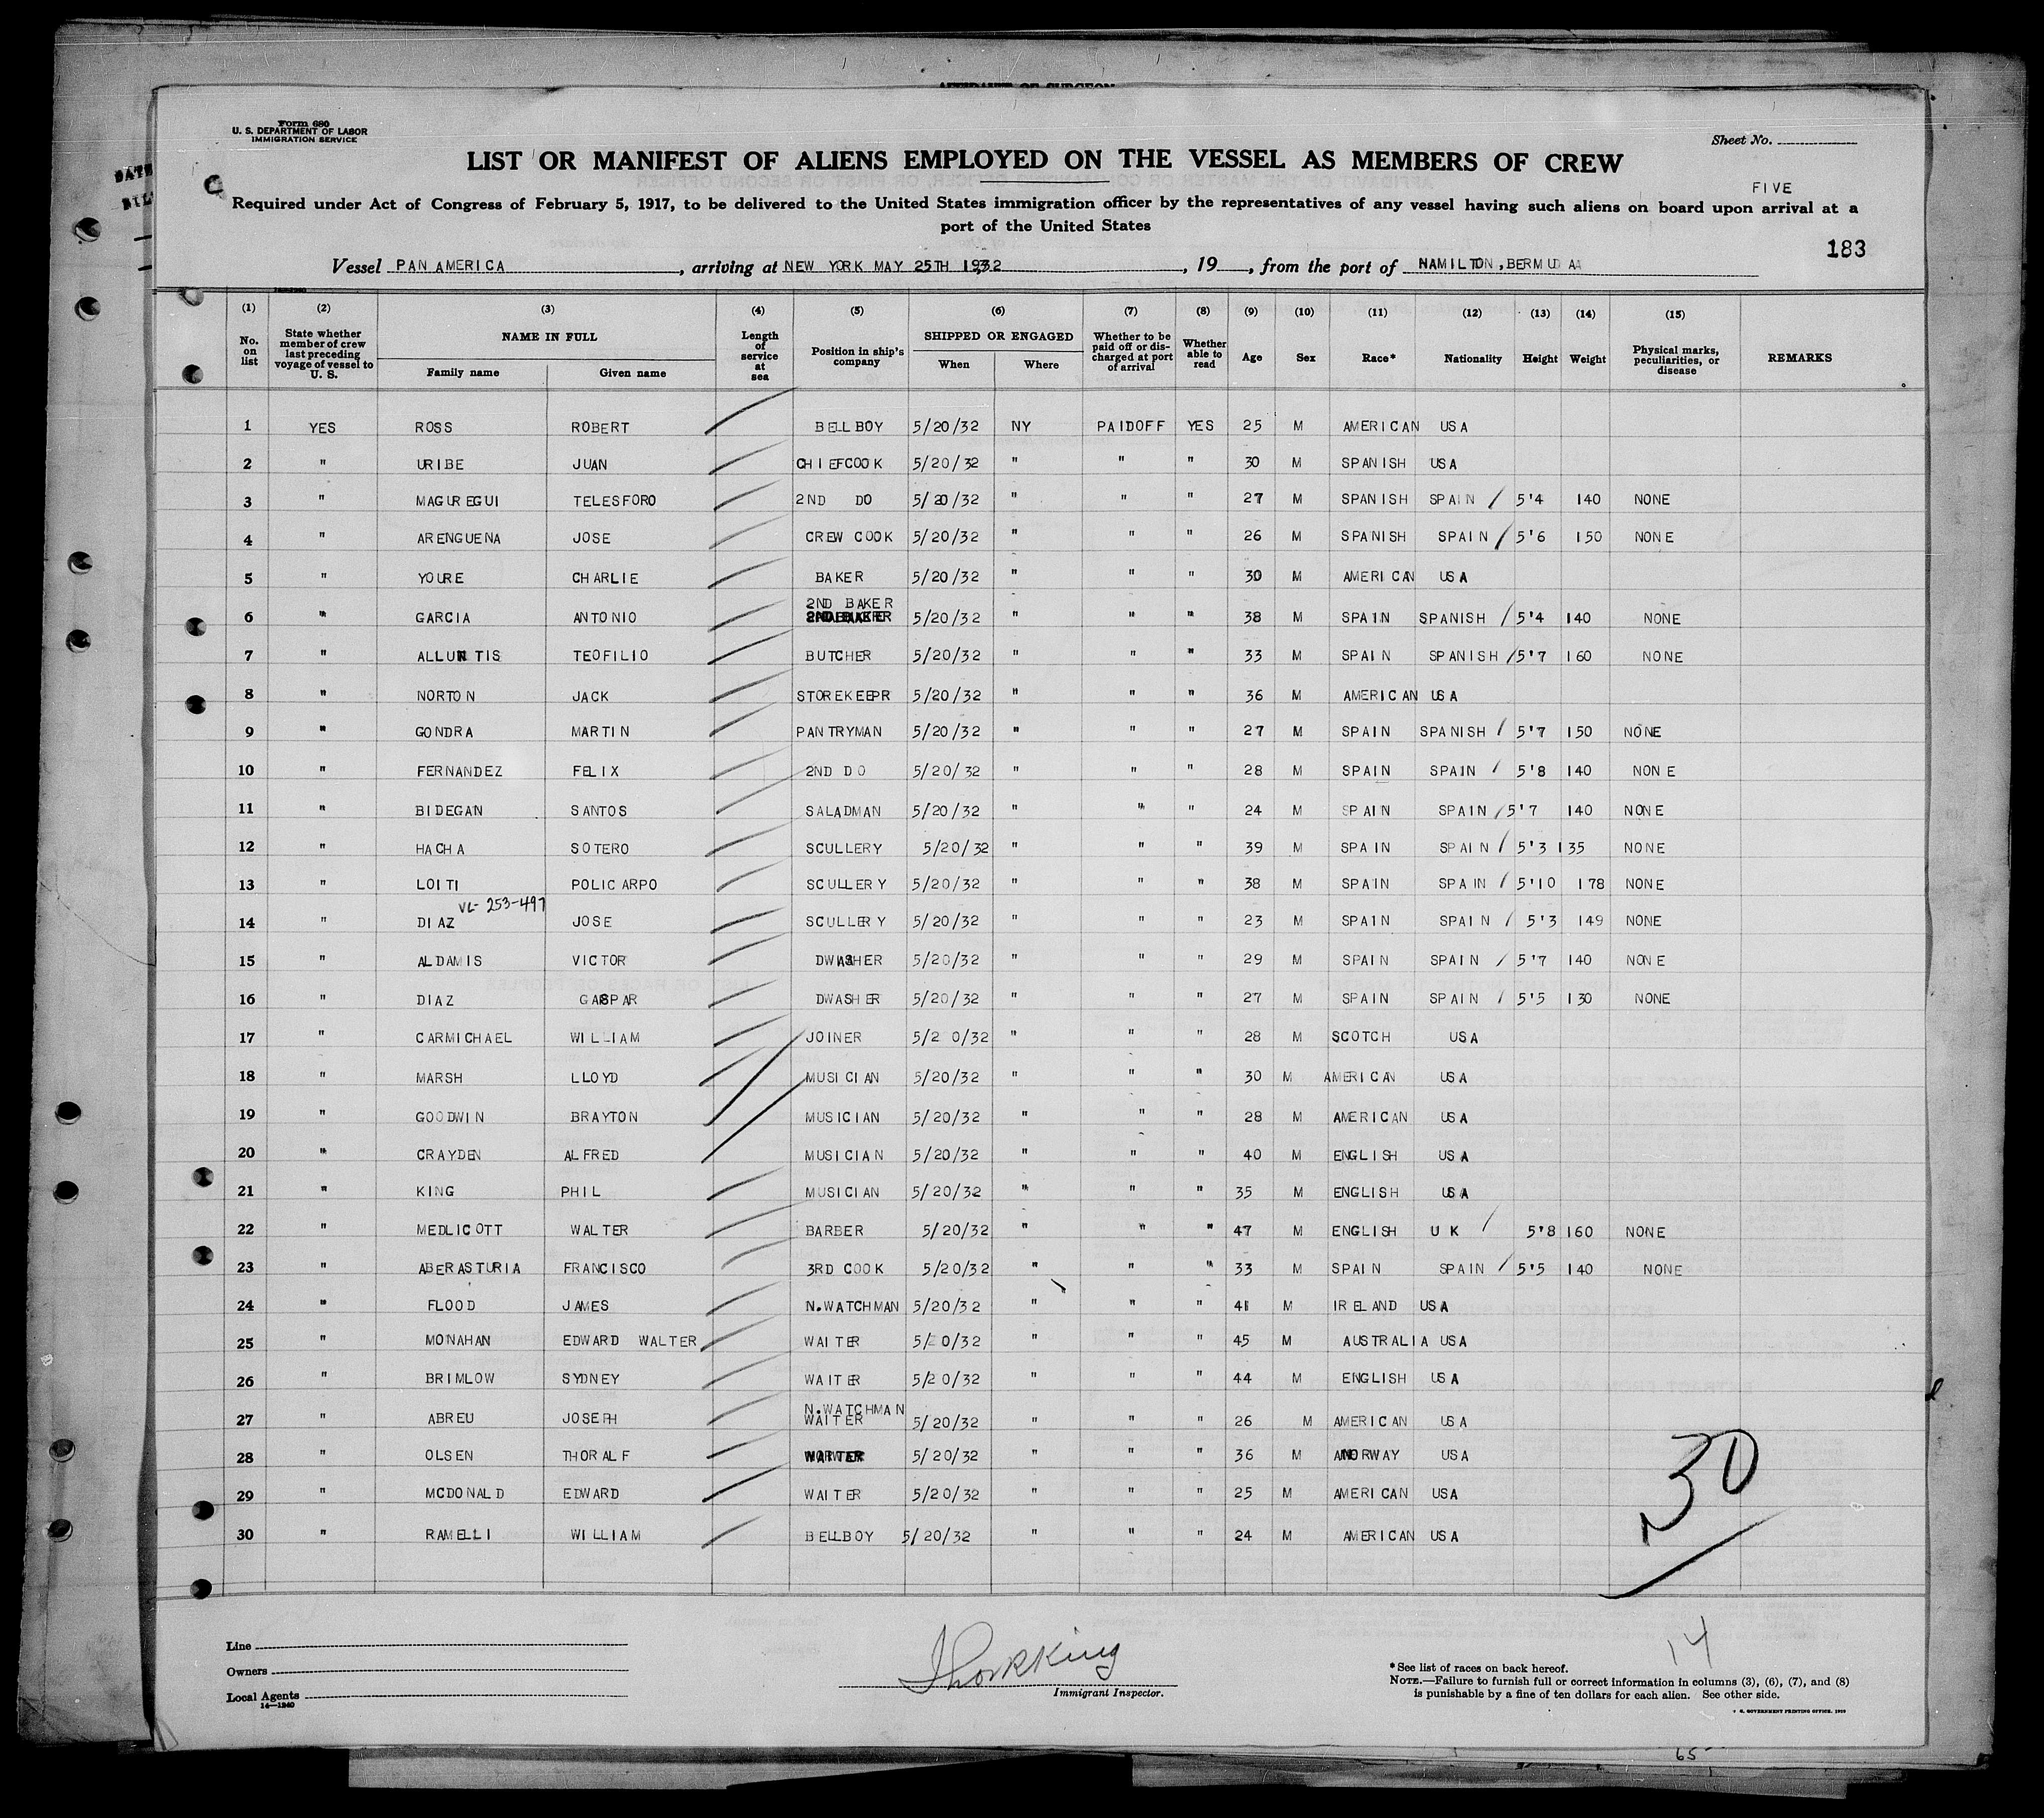 AFFIDAVIT OF SURGEON
Form 680
U. S. DEPARTMENT OF LABOR
IMMIGRATION SERVICE
Sheet No.
LIST OR MANIFEST OF ALIENS EMPLOYED ON THE VESSEL AS MEMBERS OF CREW
FIVE
Required under Act of Congress of February 5, 1917, to be delivered to the United States immigration officer by the representatives of any vessel having such aliens on board upon arrival at a
port of the United States
183
Vessel PAN AMERICA, arriving at NEW YORK MAY 25TH 1932, 19, from the port of HAMILTON, BERMUDA
(1) (2) (3) (4) (5) (6) (7) (8) (9) (10) (11) (12) (13) (14) (15)
No. on list State whether member of crew last preceding voyage of vessel to U. S. NAME IN FULL Family name Given name Length of service at sea Position in ship's company SHIPPED OR ENGAGED When Where Whether to be paid off or discharged at port of arrival Whether able to read Age Sex Race* Nationality Height Weight Physical marks, peculiarities, or disease REMARKS
1 YES ROSS ROBERT BELLBOY 5/20/32 NY PAIDOFF YES 25 M AMERICAN USA
2 " URIBE JUAN CHIEFCOOK 5/20/32 " " " 30 M SPANISH USA
3 " MAGUREGUI TELESFORO 2ND DO 5/20/32 " " " 27 M SPANISH SPAIN / 5'4 140 NONE
4 " ARENGUENA JOSE CREW COOK 5/20/32 " " " 26 M SPANISH SPAIN / 5'6 150 NONE
5 " YOURE CHARLIE BAKER 5/20/32 " " " 30 M AMERICAN USA
6 " GARCIA ANTONIO 2ND BAKER 5/20/32 " " " 38 M SPAIN SPANISH / 5'4 140 NONE
7 " ALLUNTIS TEOFILIO BUTCHER 5/20/32 " " " 33 M SPAIN SPANISH / 5'7 160 NONE
8 " NORTON JACK STOREKEEPR 5/20/32 " " " 36 M AMERICAN USA
9 " GONDRA MARTIN PANTRYMAN 5/20/32 " " " 27 M SPAIN SPANISH / 5'7 150 NONE
10 " FERNANDEZ FELIX 2ND DO 5/20/32 " " " 28 M SPAIN SPAIN / 5'8 140 NONE
11 " BIDEGAN SANTOS SALADMAN 5/20/32 " " " 24 M SPAIN SPAIN / 5'7 140 NONE
12 " HACHA SOTERO SCULLERY 5/20/32 " " " 39 M SPAIN SPAIN / 5'3 135 NONE
13 " LOITI POLICARPO SCULLERY 5/20/32 " " " 38 M SPAIN SPAIN / 5'10 178 NONE
VL-253-497
14 " DIAZ JOSE SCULLERY 5/20/32 " " " 23 M SPAIN SPAIN / 5'3 149 NONE
15 " ALDAMIS VICTOR DWASHER 5/20/32 " " " 29 M SPAIN SPAIN / 5'7 140 NONE
16 " DIAZ GASPAR DWASHER 5/20/32 " " " 27 M SPAIN SPAIN / 5'5 130 NONE
17 " CARMICHAEL WILLIAM JOINER 5/20/32 " " " 28 M SCOTCH USA
18 " MARSH LLOYD MUSICIAN 5/20/32 " " " 30 M AMERICAN USA
19 " GOODWIN BRAYTON MUSICIAN 5/20/32 " " " 28 M AMERICAN USA
20 " CRAYDEN ALFRED MUSICIAN 5/20/32 " " " 40 M ENGLISH USA
21 " KING PHIL MUSICIAN 5/20/32 " " " 35 M ENGLISH USA
22 " MEDLICOTT WALTER BARBER 5/20/32 " " " 47 M ENGLISH UK / 5'8 160 NONE
23 " ABERASTURIA FRANCISCO 3RD COOK 5/20/32 " " " 33 M SPAIN SPAIN / 5'5 140 NONE
24 " FLOOD JAMES N.WATCHMAN 5/20/32 " " " 41 M IRELAND USA
25 " MONAHAN EDWARD WALTER WAITER 5/20/32 " " " 45 M AUSTRALIA USA
26 " BRIMLOW SYDNEY WAITER 5/20/32 " " " 44 M ENGLISH USA
27 " ABREU JOSEPH N.WATCHMAN WAITER 5/20/32 " " " 26 M AMERICAN USA
28 " OLSEN THORALF WAITER 5/20/32 " " " 36 M NORWAY USA
29 " MCDONALD EDWARD WAITER 5/20/32 " " " 25 M AMERICAN USA
30 " RAMELLI WILLIAM BELLBOY 5/20/32 " " " 24 M AMERICAN USA
30
Line
Owners
Local Agents
14—1240
Immigrant Inspector.
14
*See list of races on back hereof.
NOTE.—Failure to furnish full or correct information in columns (3), (6), (7), and (8)
is punishable by a fine of ten dollars for each alien. See other side.
GOVERNMENT PRINTING OFFICE. 1929
65